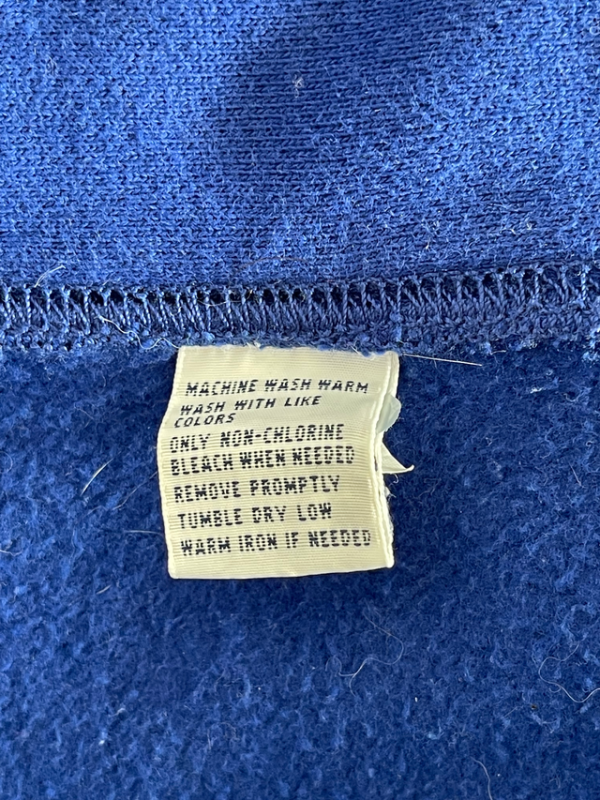 MACHINE WASH WARM
WASH WITH LIKE
COLORS
ONLY NON-CHLORINE
BLEACH WHEN NEEDED
REMOVE PROMPTLY
TUMBLE DRY LOW
WARM IRON IF NEEDED